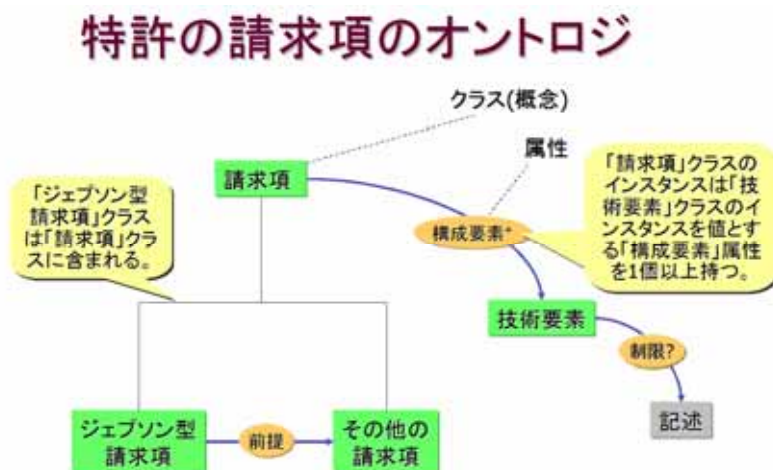 特許の請求項のオントロジ
クラス(概念)
属性
請求項
「ジェプソン型
請求項」クラス
は「請求項」クラ
スに含まれる。
構成要素+
「請求項」クラスの
インスタンスは「技
術要素」クラスのイ
ンスタンスを値とす
る「構成要素」属性
を1個以上持つ。
技術要素
制限?
ジェプソン型
請求項
前提
その他の
請求項
記述